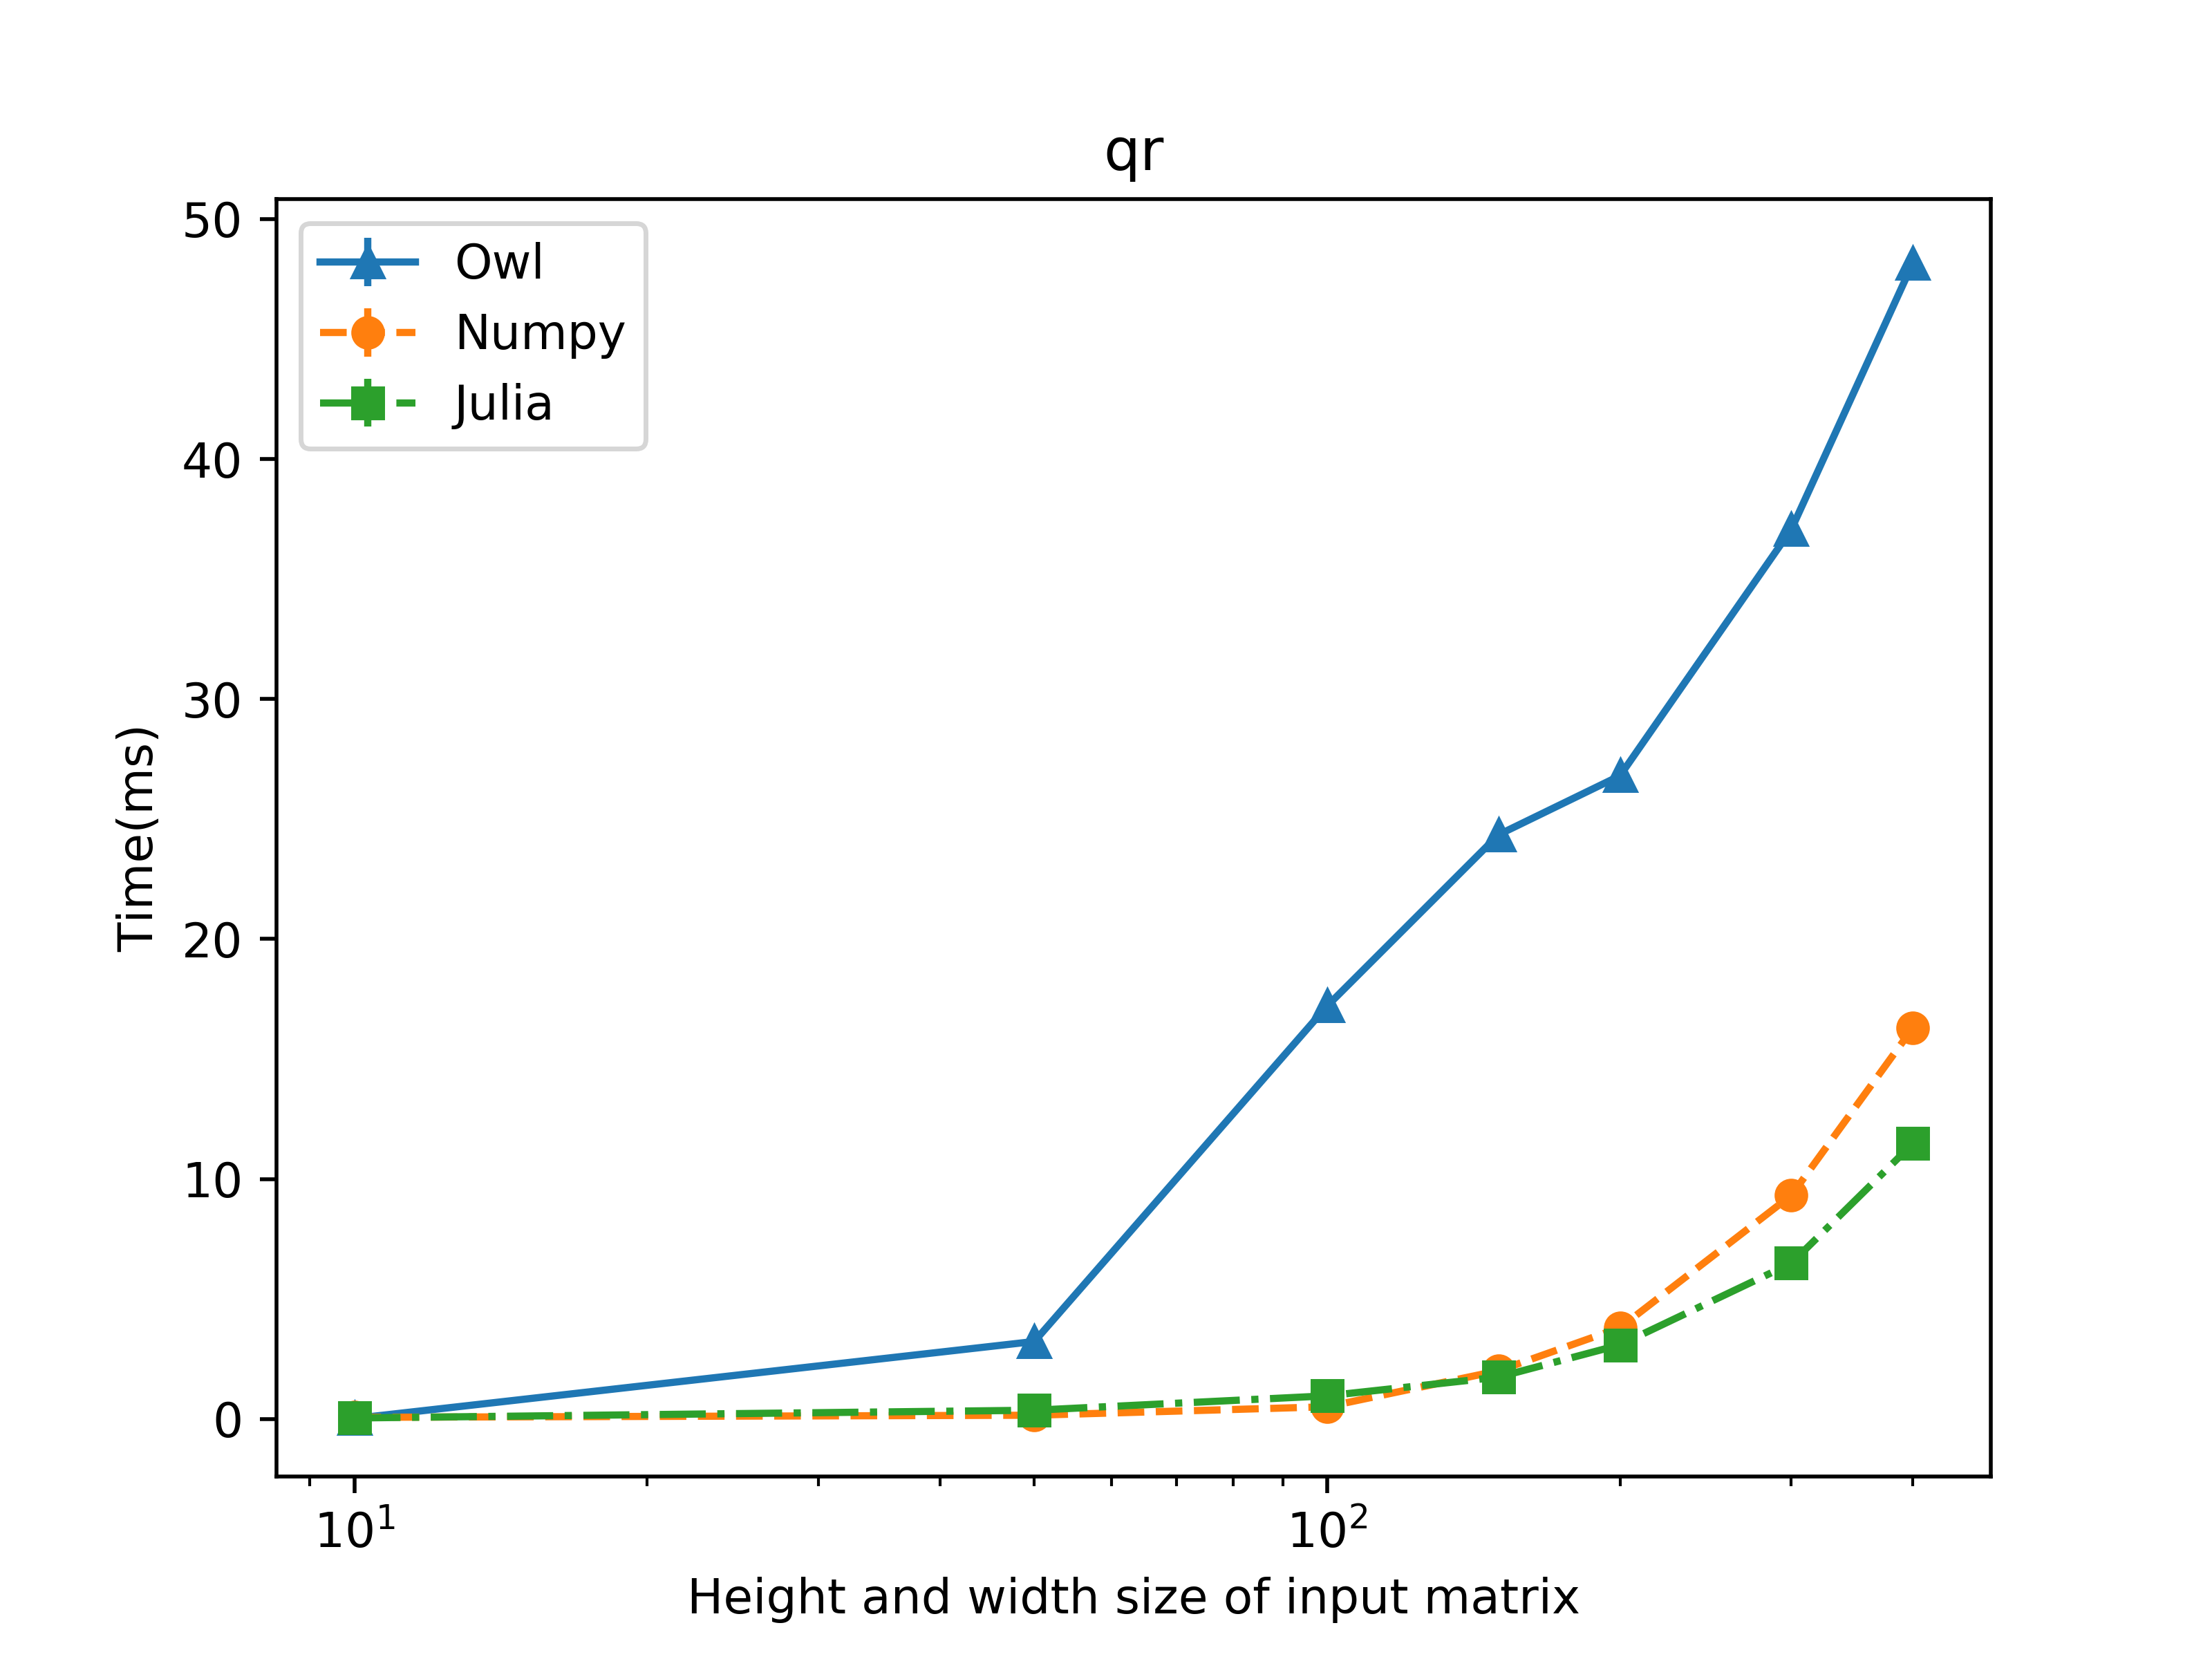 qr
50
40
30
20
10
0
Time(ms)
Owl
Numpy
Julia
10¹
10²
Height and width size of input matrix